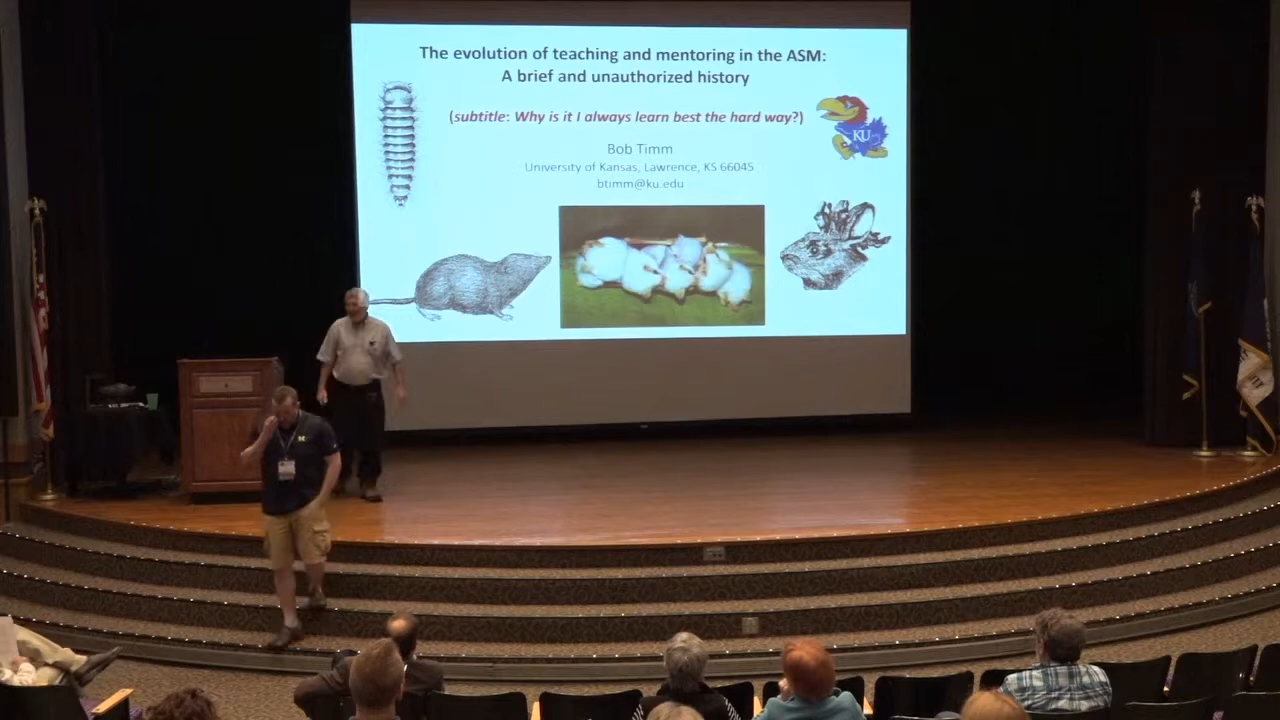 The evolution of teaching and mentoring in the ASM:
A brief and unauthorized history
(subtitle: Why is it I always learn best the hard way?)
Bob Timm
University of Kansas, Lawrence, KS 66045
btimm@ku.edu
KU
M